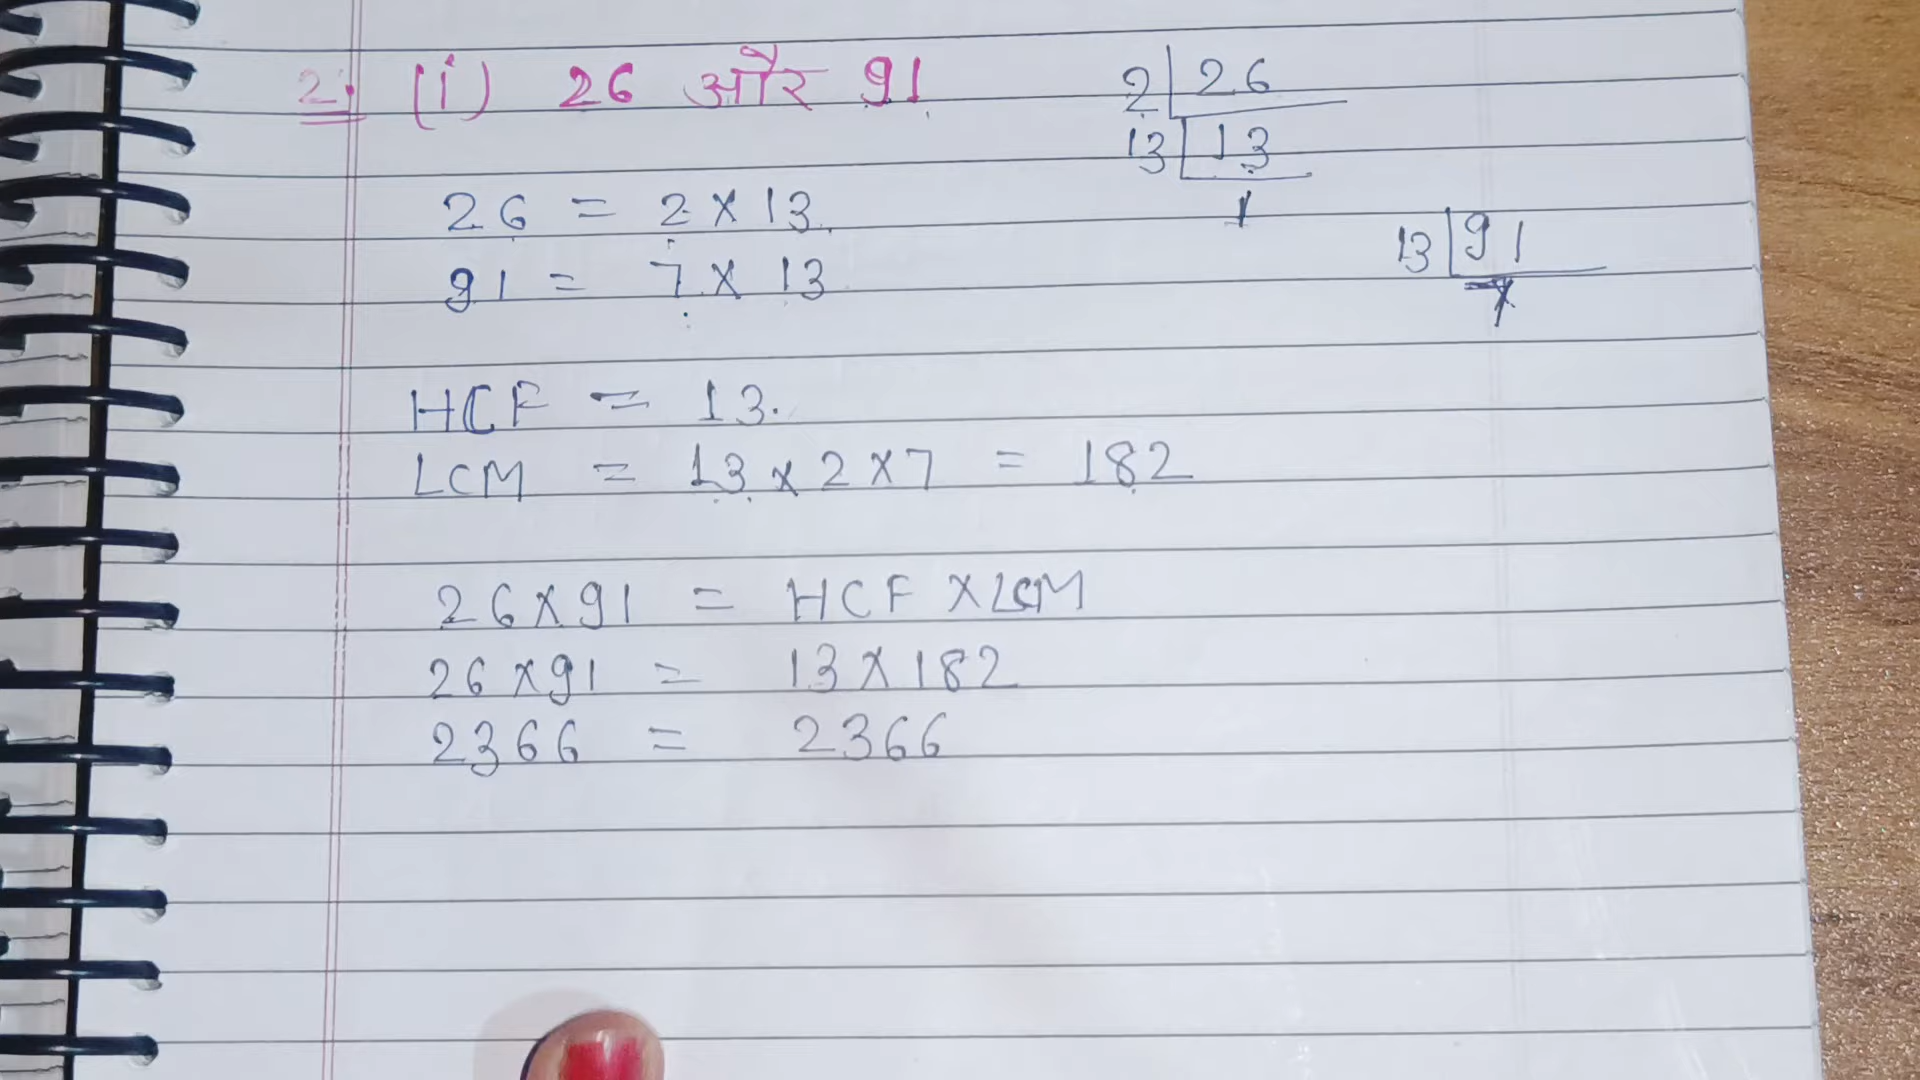 2. (i) 26 और 91
2 | 26
13 | 13
1
13 | 91
7
26 = 2 × 13
91 = 7 × 13
HCF = 13.
LCM = 13 × 2 × 7 = 182
26 × 91 = HCF × LCM
26 × 91 = 13 × 182
2366 = 2366